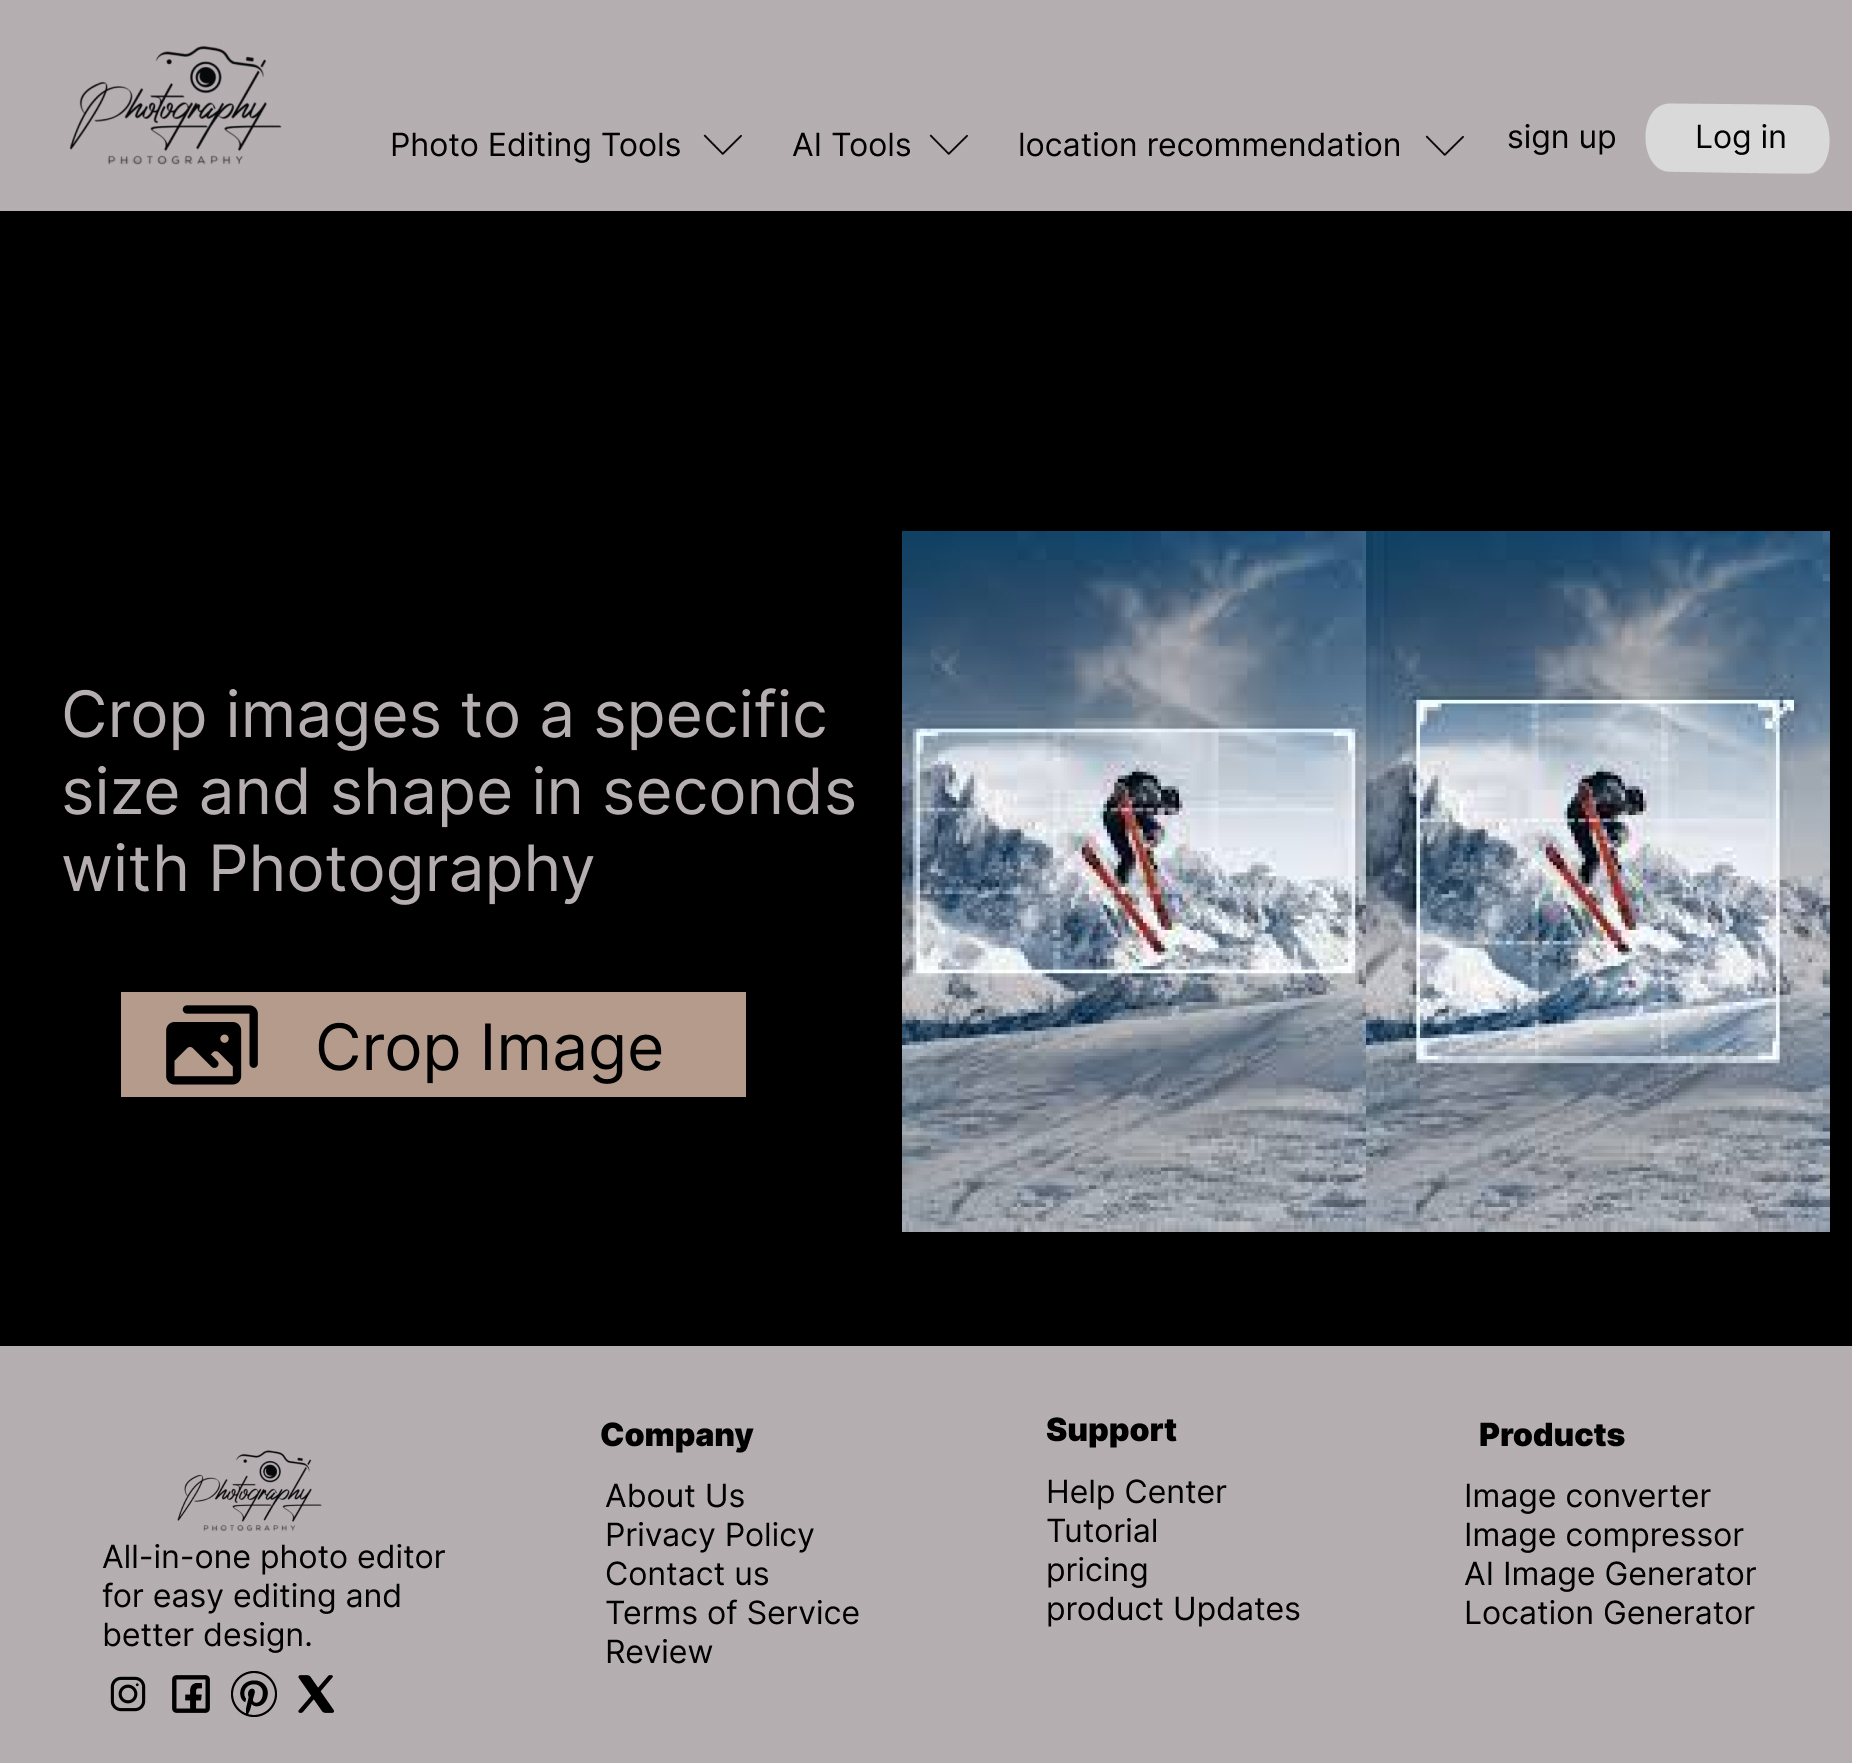 Photography
PHOTOGRAPHY
Photo Editing Tools
AI Tools
location recommendation
sign up
Log in
Crop images to a specific
size and shape in seconds
with Photography
Crop Image
Photography
PHOTOGRAPHY
All-in-one photo editor
for easy editing and
better design.
Company
About Us
Privacy Policy
Contact us
Terms of Service
Review
Support
Help Center
Tutorial
pricing
product Updates
Products
Image converter
Image compressor
AI Image Generator
Location Generator